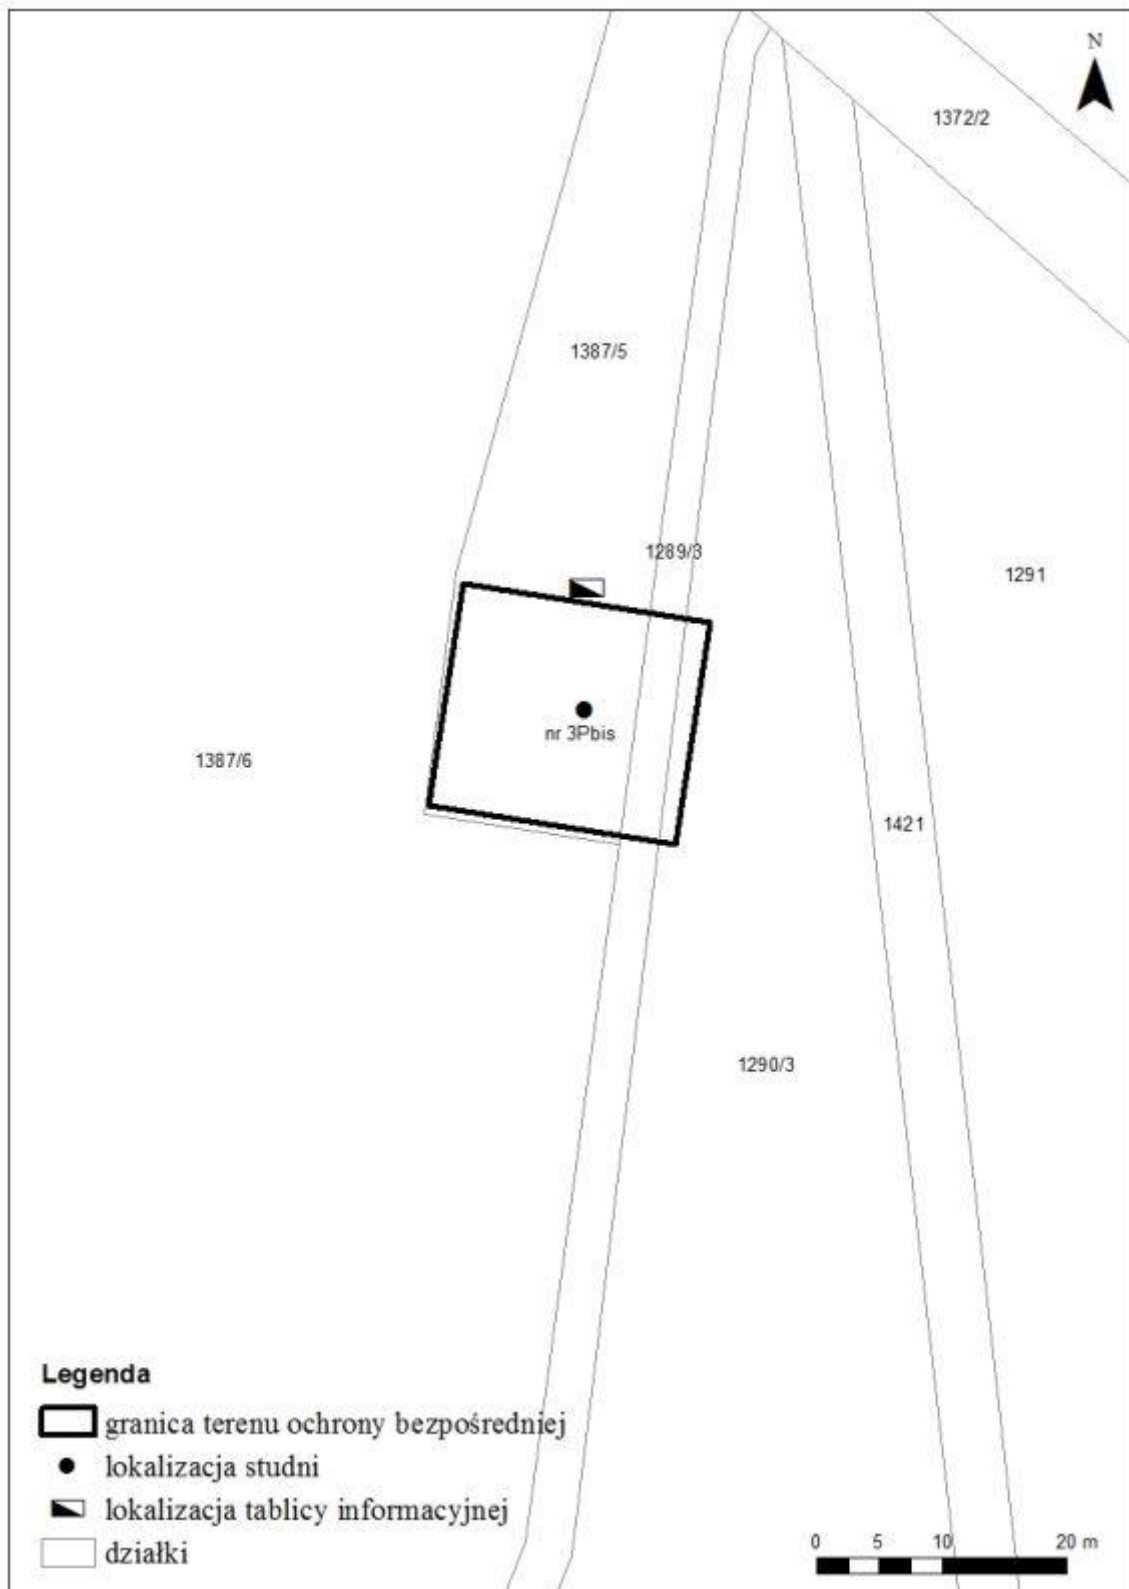 N
1372/2
1387/5
1289/3
1291
nr 3Pbis
1387/6
1421
1290/3
Legenda
granica terenu ochrony bezpośredniej
lokalizacja studni
lokalizacja tablicy informacyjnej
działki
0 5 10 20 m